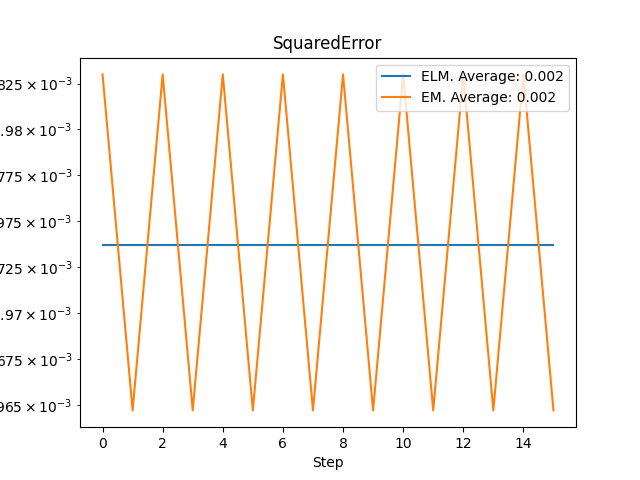 SquaredError
ELM. Average: 0.002
EM. Average: 0.002
825 × 10⁻³
.98 × 10⁻³
775 × 10⁻³
975 × 10⁻³
725 × 10⁻³
.97 × 10⁻³
675 × 10⁻³
965 × 10⁻³
0 2 4 6 8 10 12 14
Step